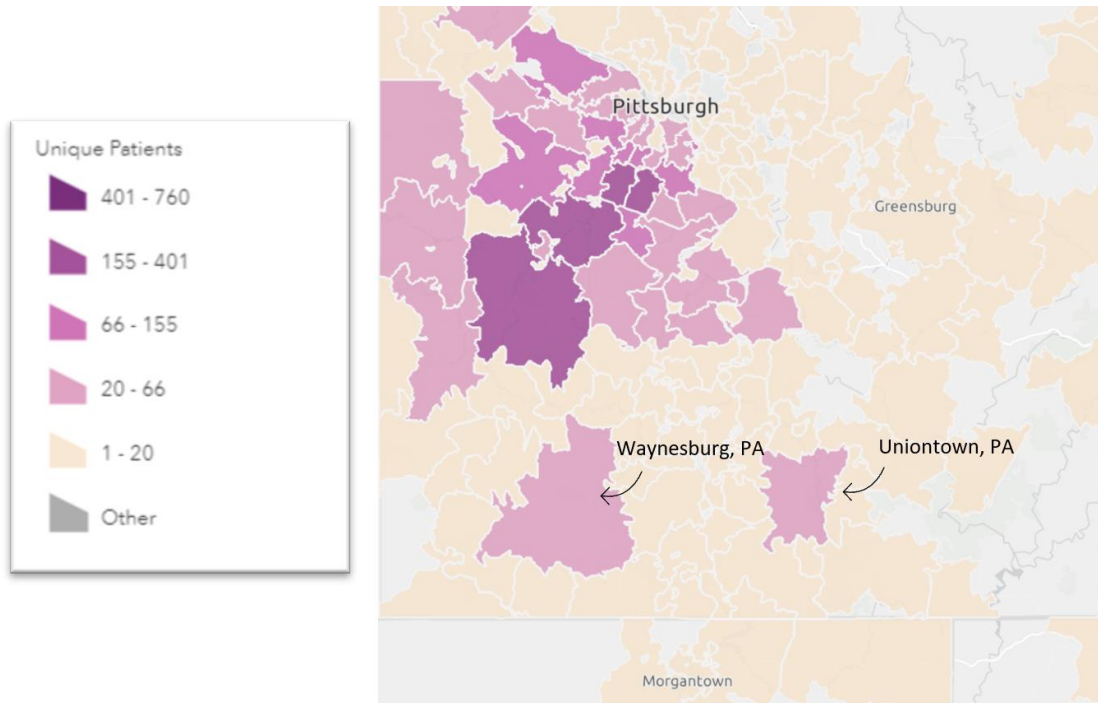 Unique Patients
401 - 760
155 - 401
66 - 155
20 - 66
1 - 20
Other
Pittsburgh
Greensburg
Waynesburg, PA
Uniontown, PA
Morgantown